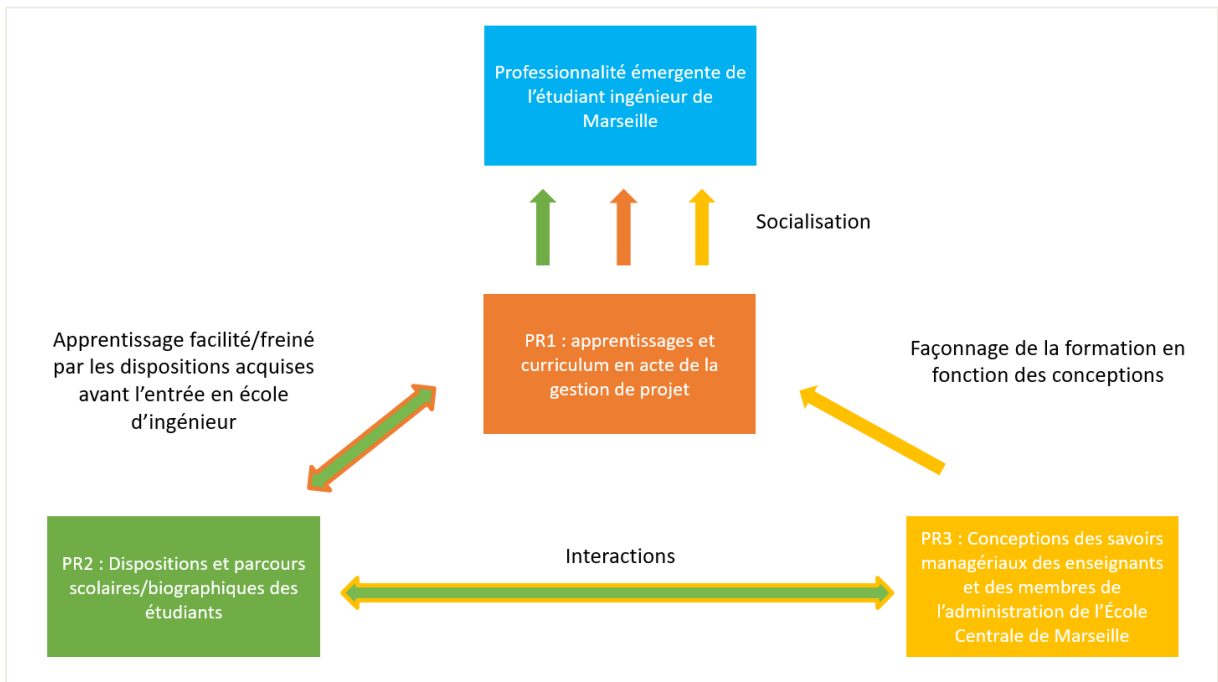 Professionnalité émergente de
l’étudiant ingénieur de
Marseille
Socialisation
PR1 : apprentissages et
curriculum en acte de la
gestion de projet
Apprentissage facilité/freiné
par les dispositions acquises
avant l’entrée en école
d’ingénieur
Façonnage de la formation en
fonction des conceptions
PR2 : Dispositions et parcours
scolaires/biographiques des
étudiants
Interactions
PR3 : Conceptions des savoirs
managériaux des enseignants
et des membres de
l’administration de l’École
Centrale de Marseille